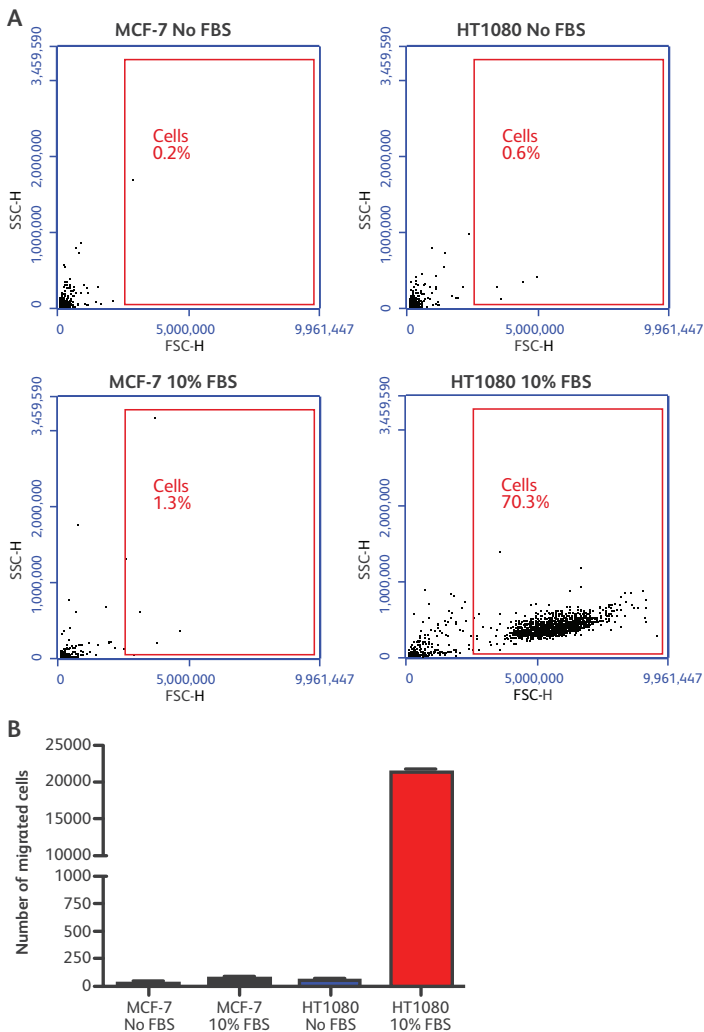 A
MCF-7 No FBS
3,459,590
2,000,000
1,000,000
0
SSC-H
Cells
0.2%
0
5,000,000
9,961,447
FSC-H
HT1080 No FBS
3,459,590
2,000,000
1,000,000
0
SSC-H
Cells
0.6%
0
5,000,000
9,961,447
FSC-H
MCF-7 10% FBS
3,459,590
2,000,000
1,000,000
0
SSC-H
Cells
1.3%
0
5,000,000
9,961,447
FSC-H
HT1080 10% FBS
3,459,590
2,000,000
1,000,000
0
SSC-H
Cells
70.3%
0
5,000,000
9,961,447
FSC-H
B
Number of migrated cells
25000
20000
15000
10000
1000
750
500
250
0
MCF-7
No FBS
MCF-7
10% FBS
HT1080
No FBS
HT1080
10% FBS